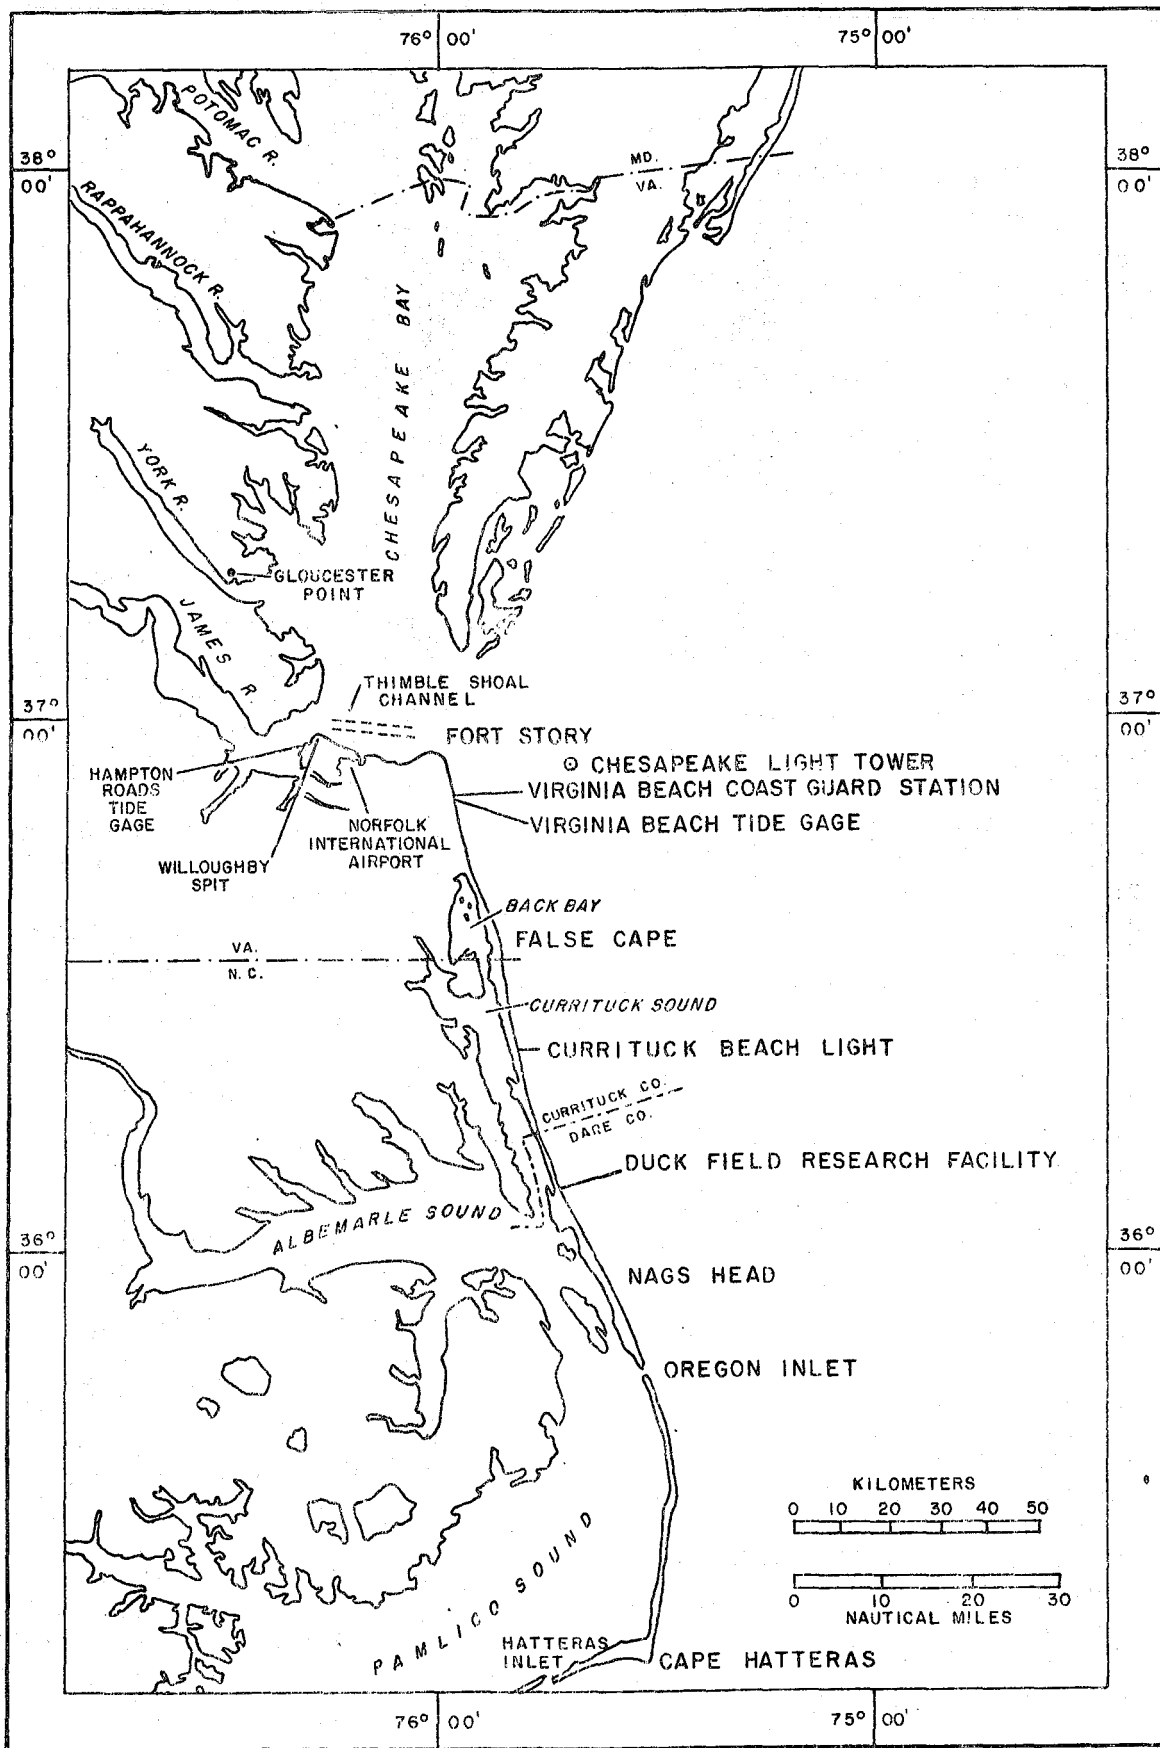 76° 00'
75° 00'
POTOMAC R.
38°
00'
MD.
VA.
38°
00'
RAPPAHANNOCK R.
CHESAPEAKE BAY
YORK R.
GLOUCESTER
POINT
JAMES R.
THIMBLE SHOAL
CHANNEL
37°
00'
37°
00'
FORT STORY
CHESAPEAKE LIGHT TOWER
VIRGINIA BEACH COAST GUARD STATION
HAMPTON
ROADS
TIDE
GAGE
VIRGINIA BEACH TIDE GAGE
NORFOLK
INTERNATIONAL
AIRPORT
WILLOUGHBY
SPIT
BACK BAY
FALSE CAPE
VA.
N.C.
CURRITUCK SOUND
CURRITUCK BEACH LIGHT
CURRITUCK CO.
DARE CO.
DUCK FIELD RESEARCH FACILITY
ALBEMARLE SOUND
36°
00'
36°
00'
NAGS HEAD
OREGON INLET
KILOMETERS
0 10 20 30 40 50
0 10 20 30
NAUTICAL MILES
PAMLICO SOUND
HATTERAS
INLET
CAPE HATTERAS
76° 00'
75° 00'